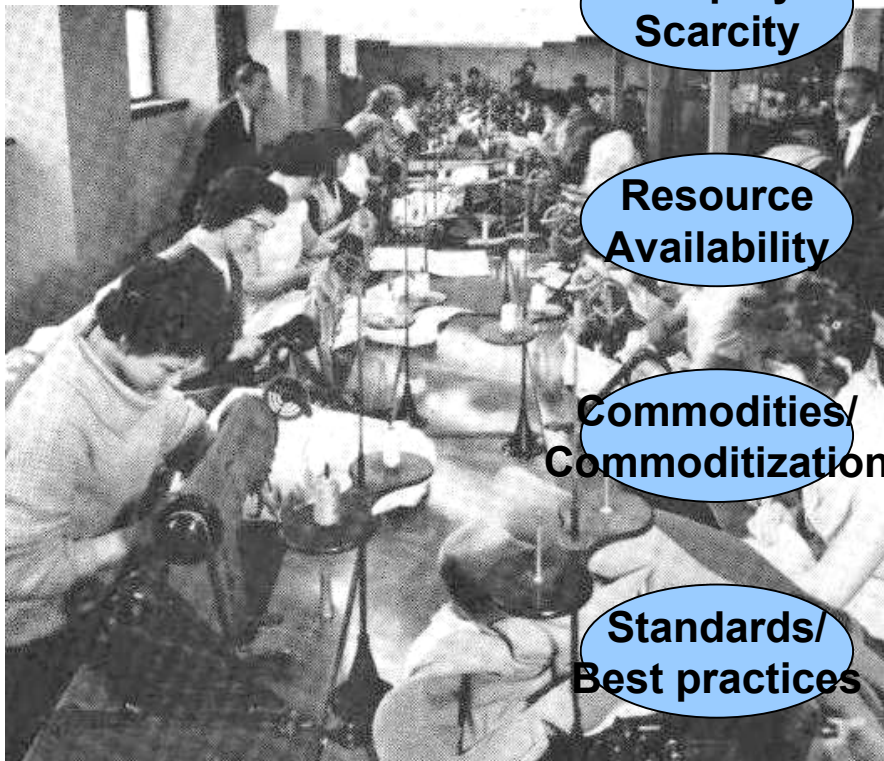 Scarcity
Resource
Availability
Commodities/
Commoditization
Standards/
Best practices